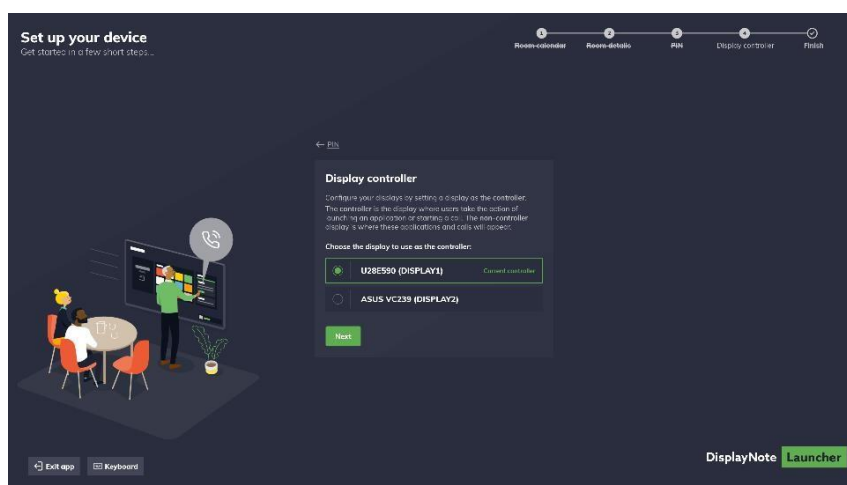 Set up your device
Get started in a few short steps...
1 2 3 4
Room calendar Room details PIN Display controller Finish
← PIN
Display controller
Configure your displays by setting a display as the controller.
The controller is the display where users take the action of
launching an application or starting a call. The non-controller
display is where these applications and calls will appear.
Choose the display to use as the controller:
U28E590 (DISPLAY1) Current controller
ASUS VC239 (DISPLAY2)
Next
Exit app Keyboard
DisplayNote Launcher